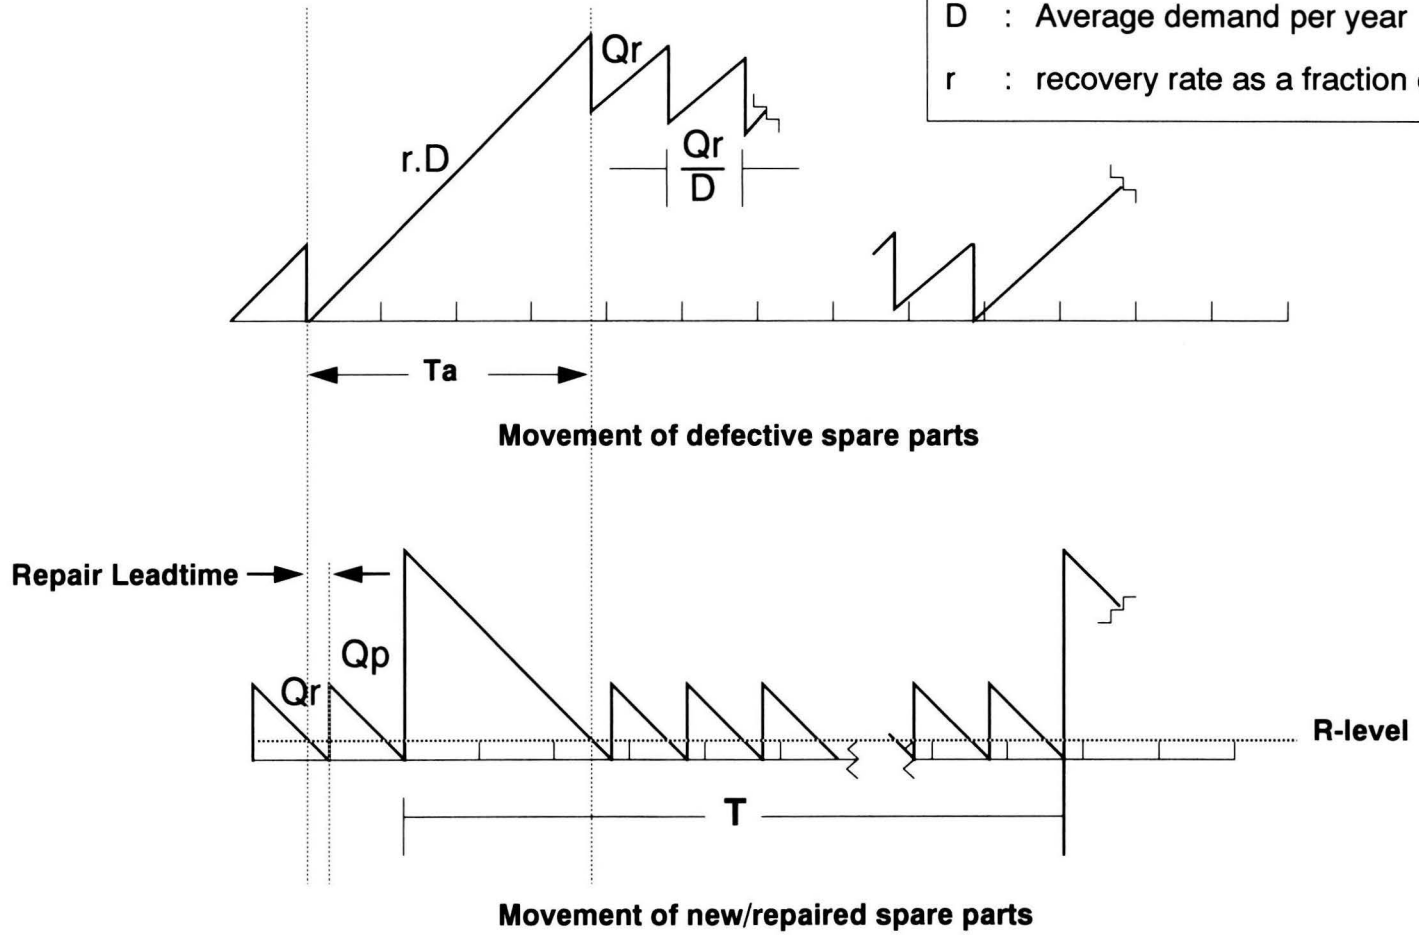 D : Average demand per year
r : recovery rate as a fraction
Qr
r.D
Qr
D
Ta
Movement of defective spare parts
Repair Leadtime
Qp
Qr
R-level
T
Movement of new/repaired spare parts